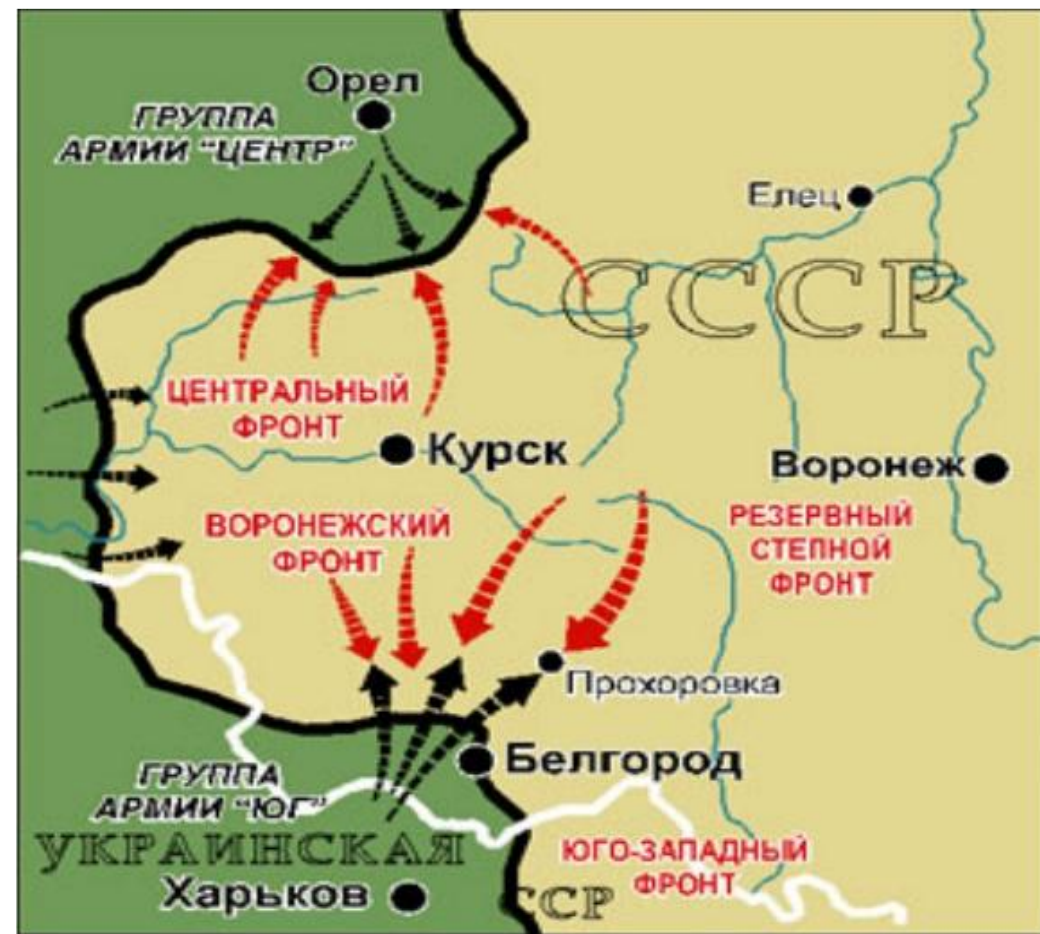 Орел
ГРУППА
АРМИИ “ЦЕНТР”
Елец
СССР
ЦЕНТРАЛЬНЫЙ
ФРОНТ
Курск
Воронеж
ВОРОНЕЖСКИЙ
ФРОНТ
РЕЗЕРВНЫЙ
СТЕПНОЙ
ФРОНТ
Прохоровка
Белгород
ГРУППА
АРМИИ “ЮГ”
УКРАИНСКАЯ
ЮГО-ЗАПАДНЫЙ
ФРОНТ
Харьков
ССР